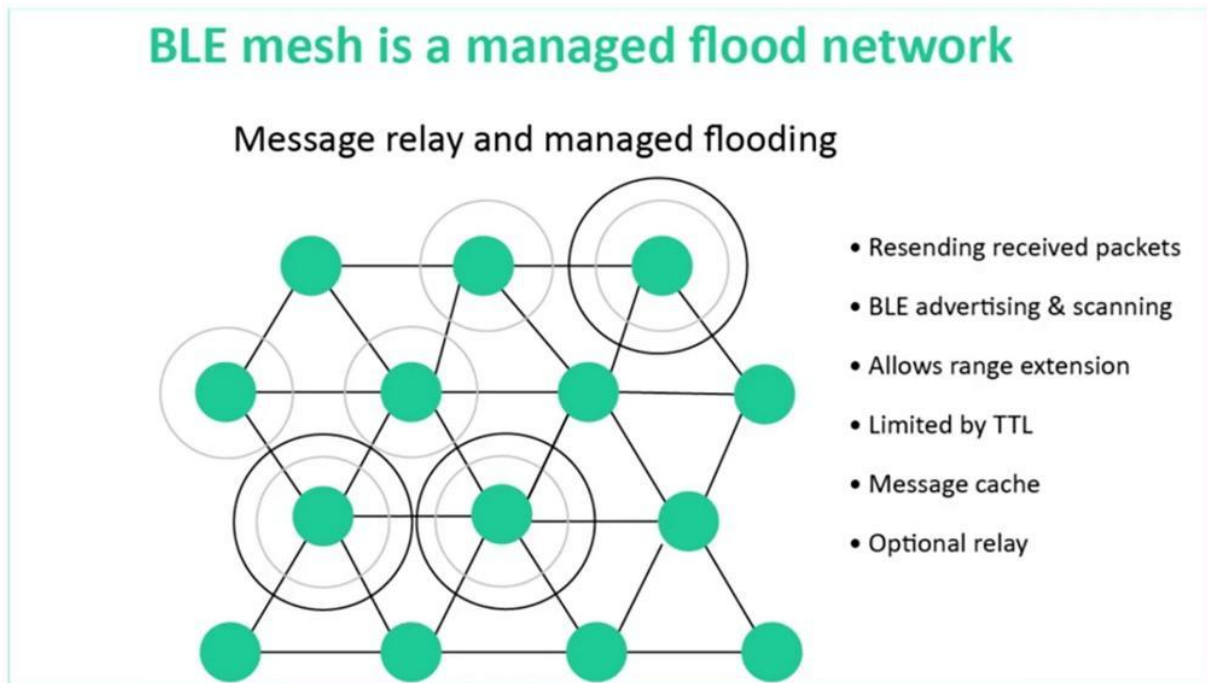 BLE mesh is a managed flood network
Message relay and managed flooding
• Resending received packets
• BLE advertising & scanning
• Allows range extension
• Limited by TTL
• Message cache
• Optional relay